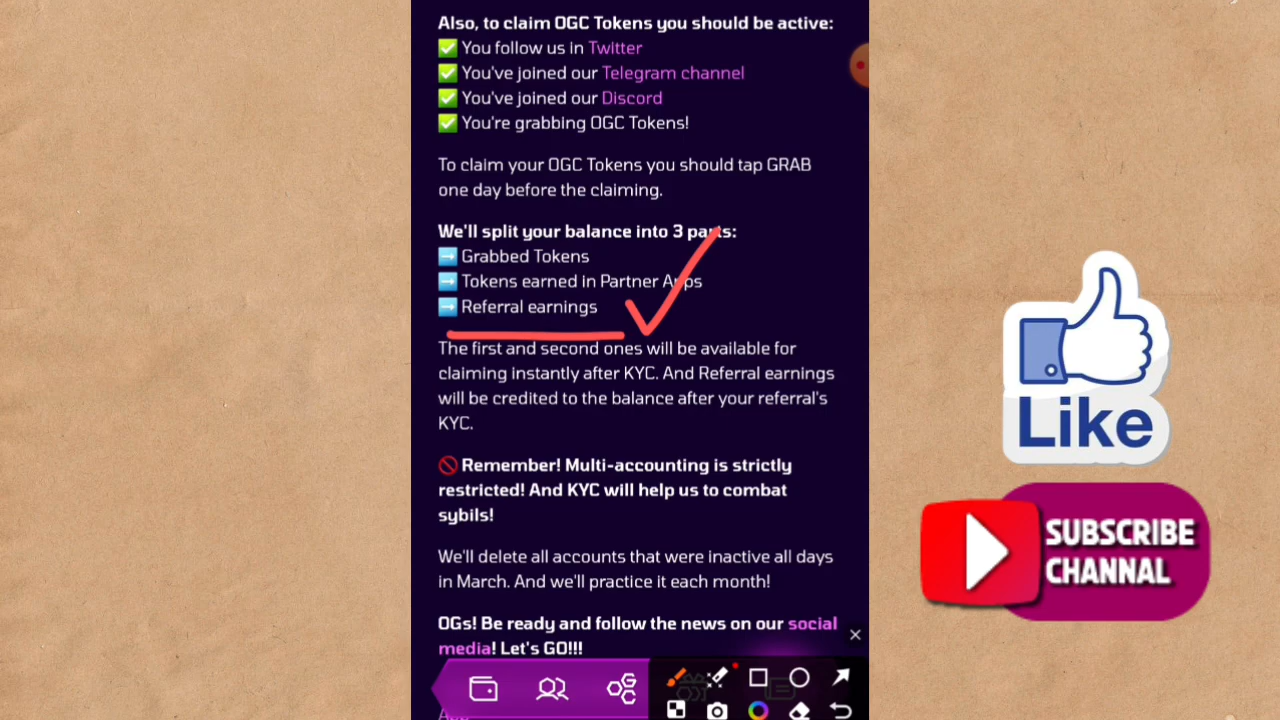 Also, to claim OGC Tokens you should be active:
✅ You follow us in Twitter
✅ You've joined our Telegram channel
✅ You've joined our Discord
✅ You're grabbing OGC Tokens!
To claim your OGC Tokens you should tap GRAB
one day before the claiming.
We'll split your balance into 3 parts:
➡️ Grabbed Tokens
➡️ Tokens earned in Partner Apps
➡️ Referral earnings
The first and second ones will be available for
claiming instantly after KYC. And Referral earnings
will be credited to the balance after your referral's
KYC.
🚫 Remember! Multi-accounting is strictly
restricted! And KYC will help us to combat
sybils!
We'll delete all accounts that were inactive all days
in March. And we'll practice it each month!
OGs! Be ready and follow the news on our social
media! Let's GO!!!
Like
SUBSCRIBE
CHANNEL